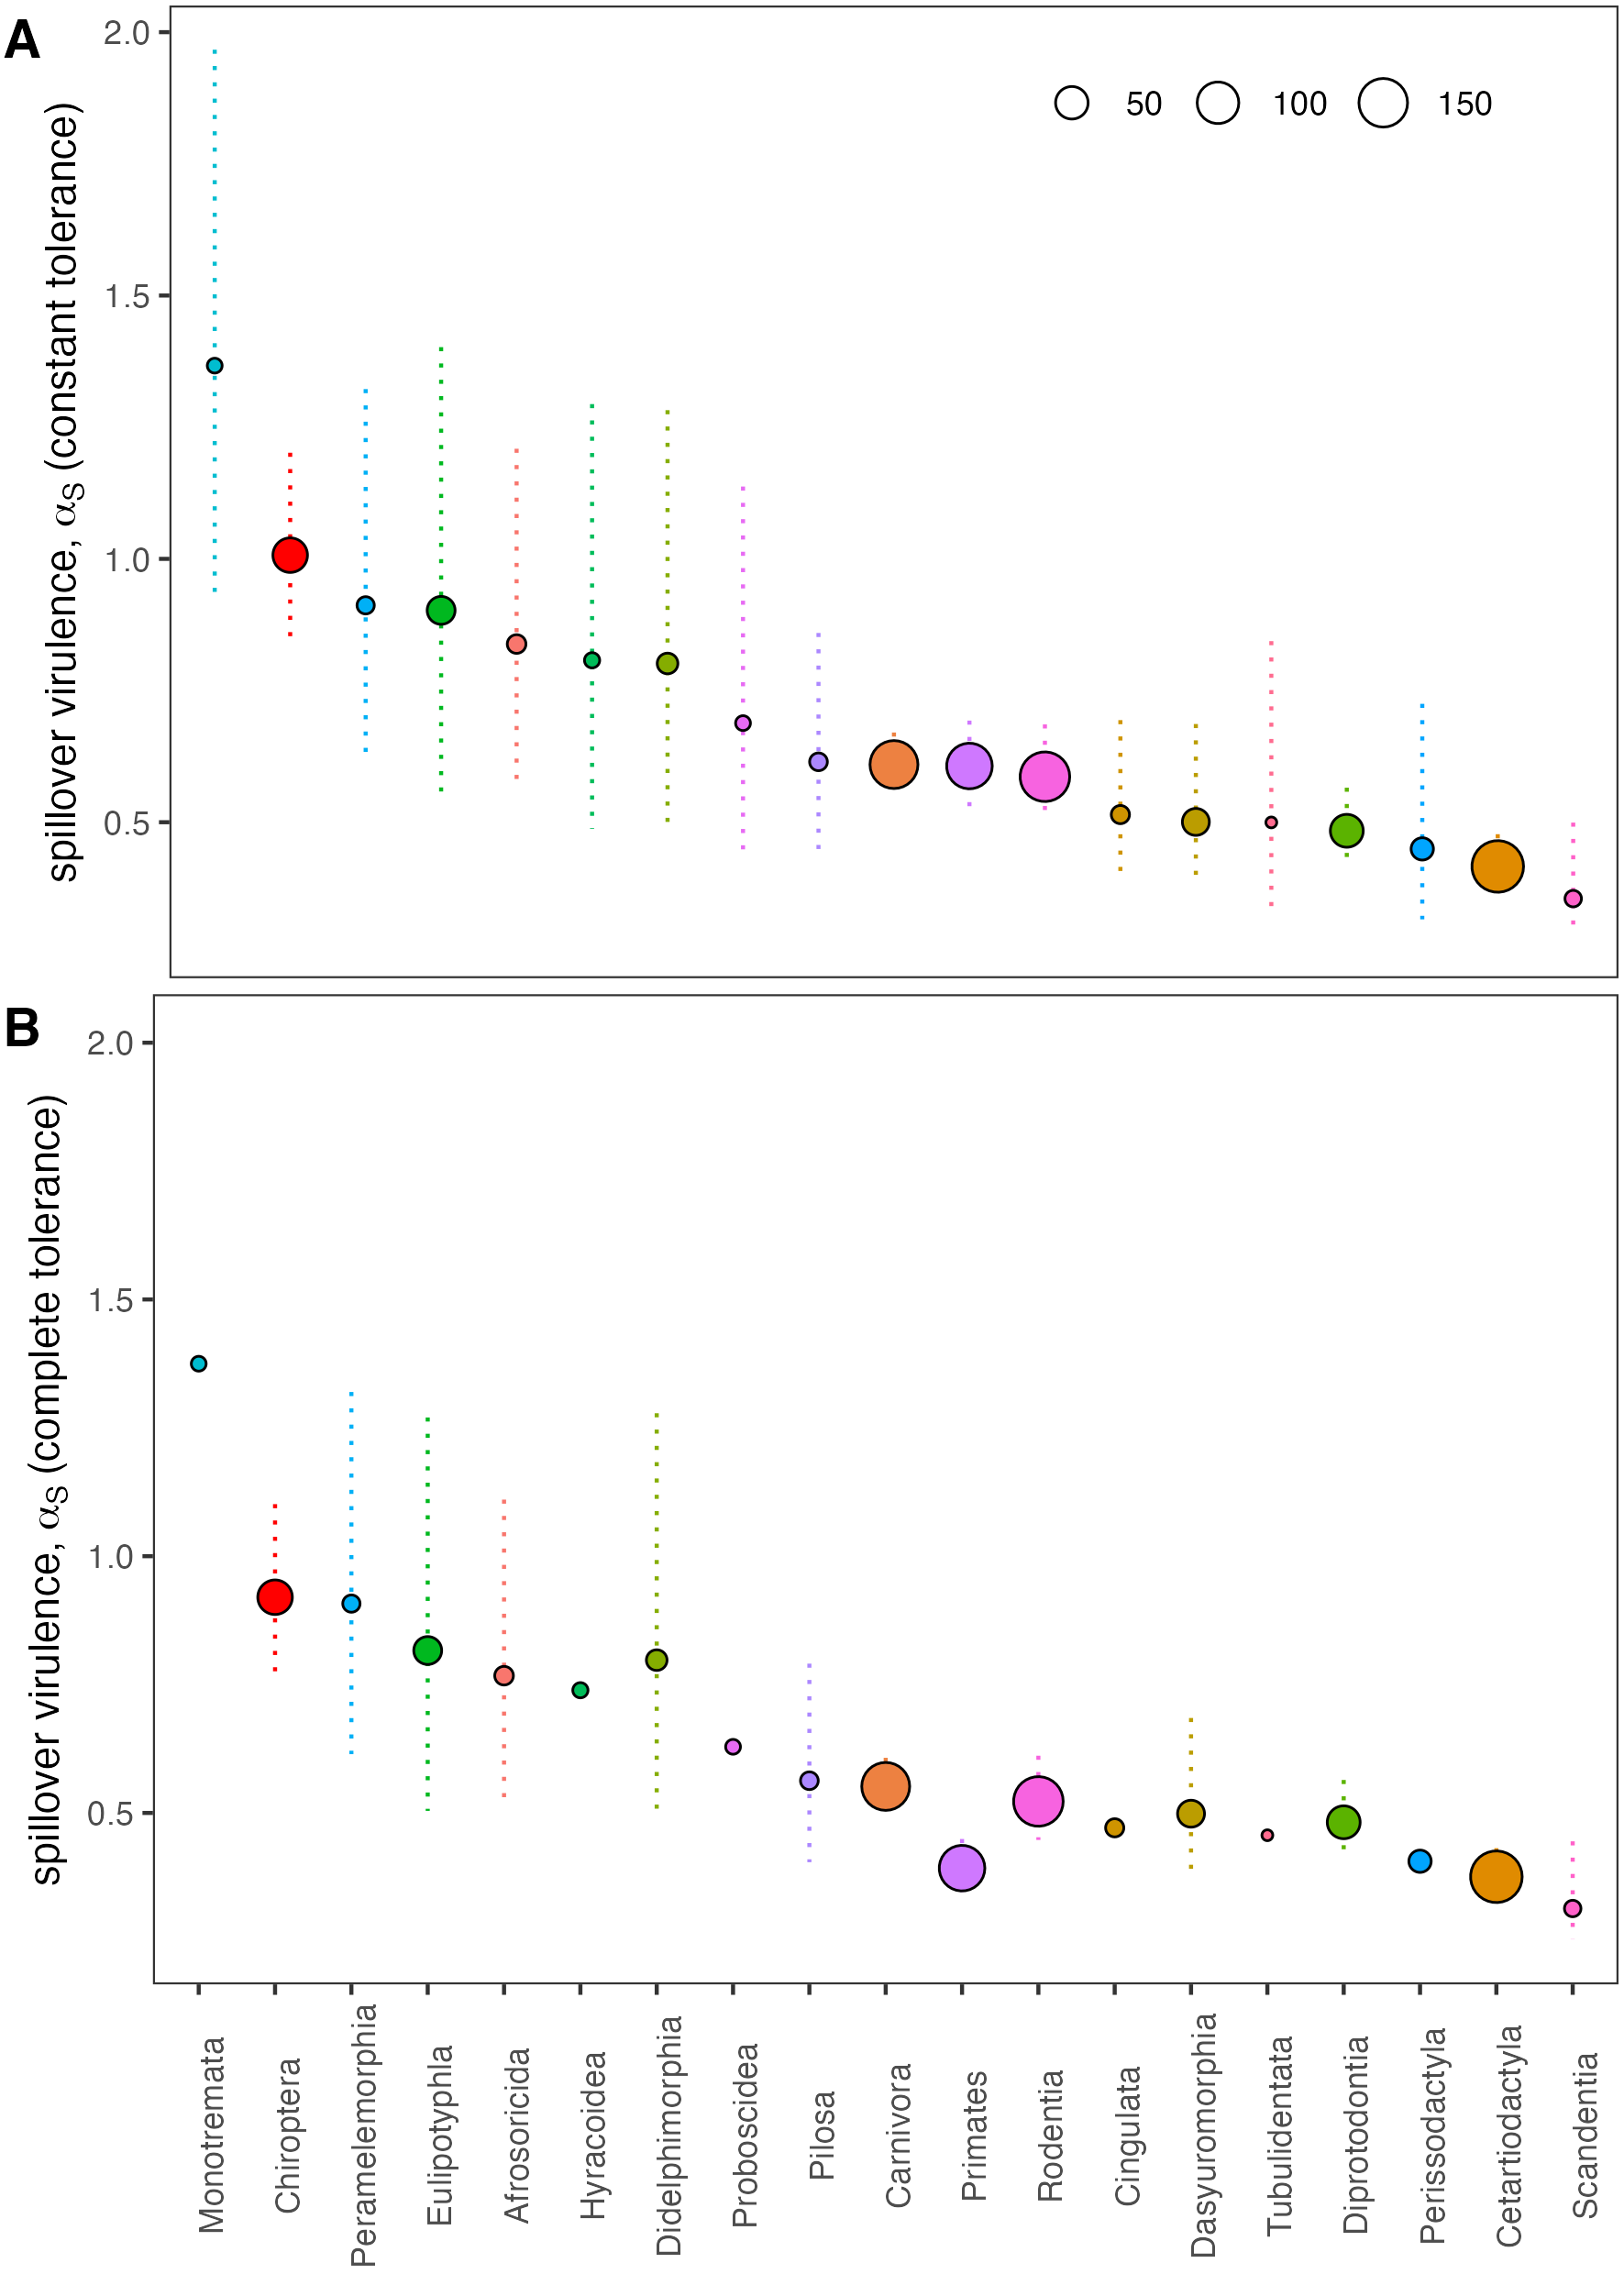 A
2.0
1.5
1.0
0.5
spillover virulence, αS (constant tolerance)
50 100 150
B
2.0
1.5
1.0
0.5
spillover virulence, αS (complete tolerance)
Monotremata
Chiroptera
Peramelemorphia
Eulipotyphla
Afrosoricida
Hyracoidea
Didelphimorphia
Proboscidea
Pilosa
Carnivora
Primates
Rodentia
Cingulata
Dasyuromorphia
Tubulidentata
Diprotodontia
Perissodactyla
Cetartiodactyla
Scandentia